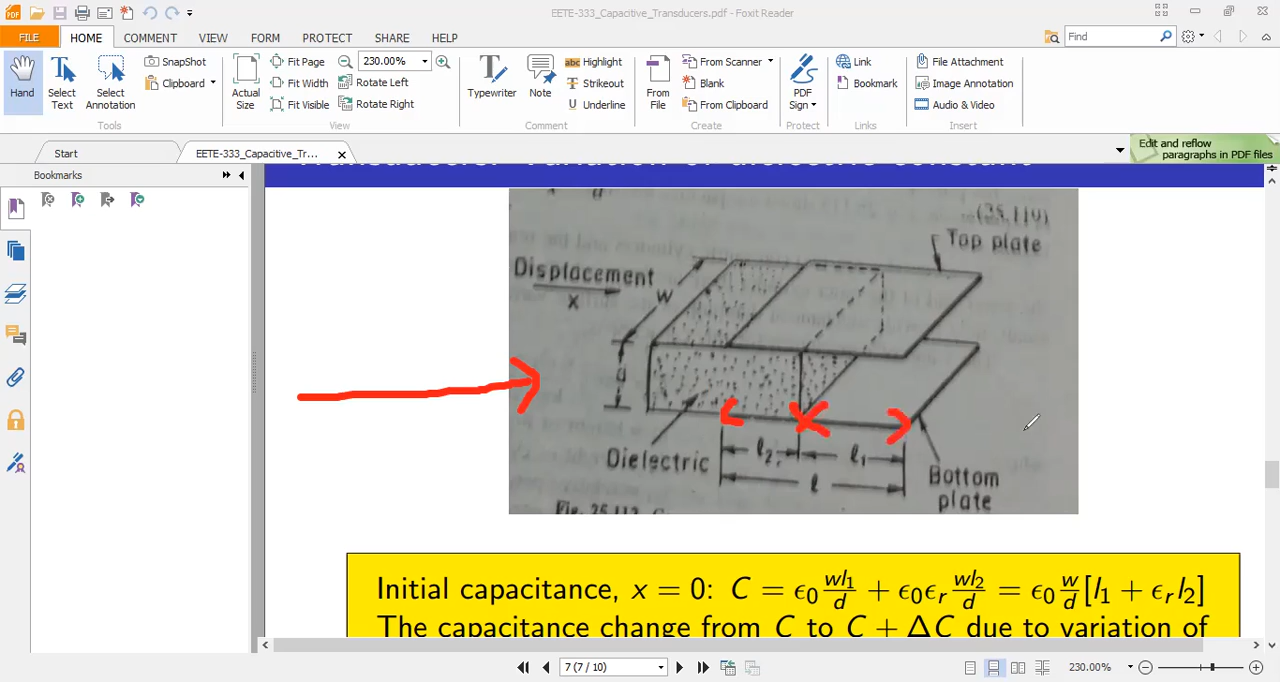 EETE-333_Capacitive_Transducers.pdf - Foxit Reader
FILE HOME COMMENT VIEW FORM PROTECT SHARE HELP
Find
Hand
Select Text
Select Annotation
SnapShot
Clipboard
Tools
Actual Size
Fit Page
Fit Width
Fit Visible
230.00%
Rotate Left
Rotate Right
View
Typewriter
Note
Highlight
Strikeout
Underline
Comment
From File
From Scanner
Blank
From Clipboard
Create
PDF Sign
Protect
Link
Bookmark
Links
File Attachment
Image Annotation
Audio & Video
Insert
Start
EETE-333_Capacitive_Tr...
Edit and reflow
paragraphs in PDF files
Bookmarks
(35.119)
Top plate
Displacement
x
w
d
Dielectric
l₂
l₁
l
Bottom
plate
Initial capacitance, x = 0: C = ϵ₀ wl₁/d + ϵ₀ϵᵣ wl₂/d = ϵ₀ w/d [l₁ + ϵᵣl₂]
The capacitance change from C to C + ΔC due to variation of
7 (7 / 10)
230.00%